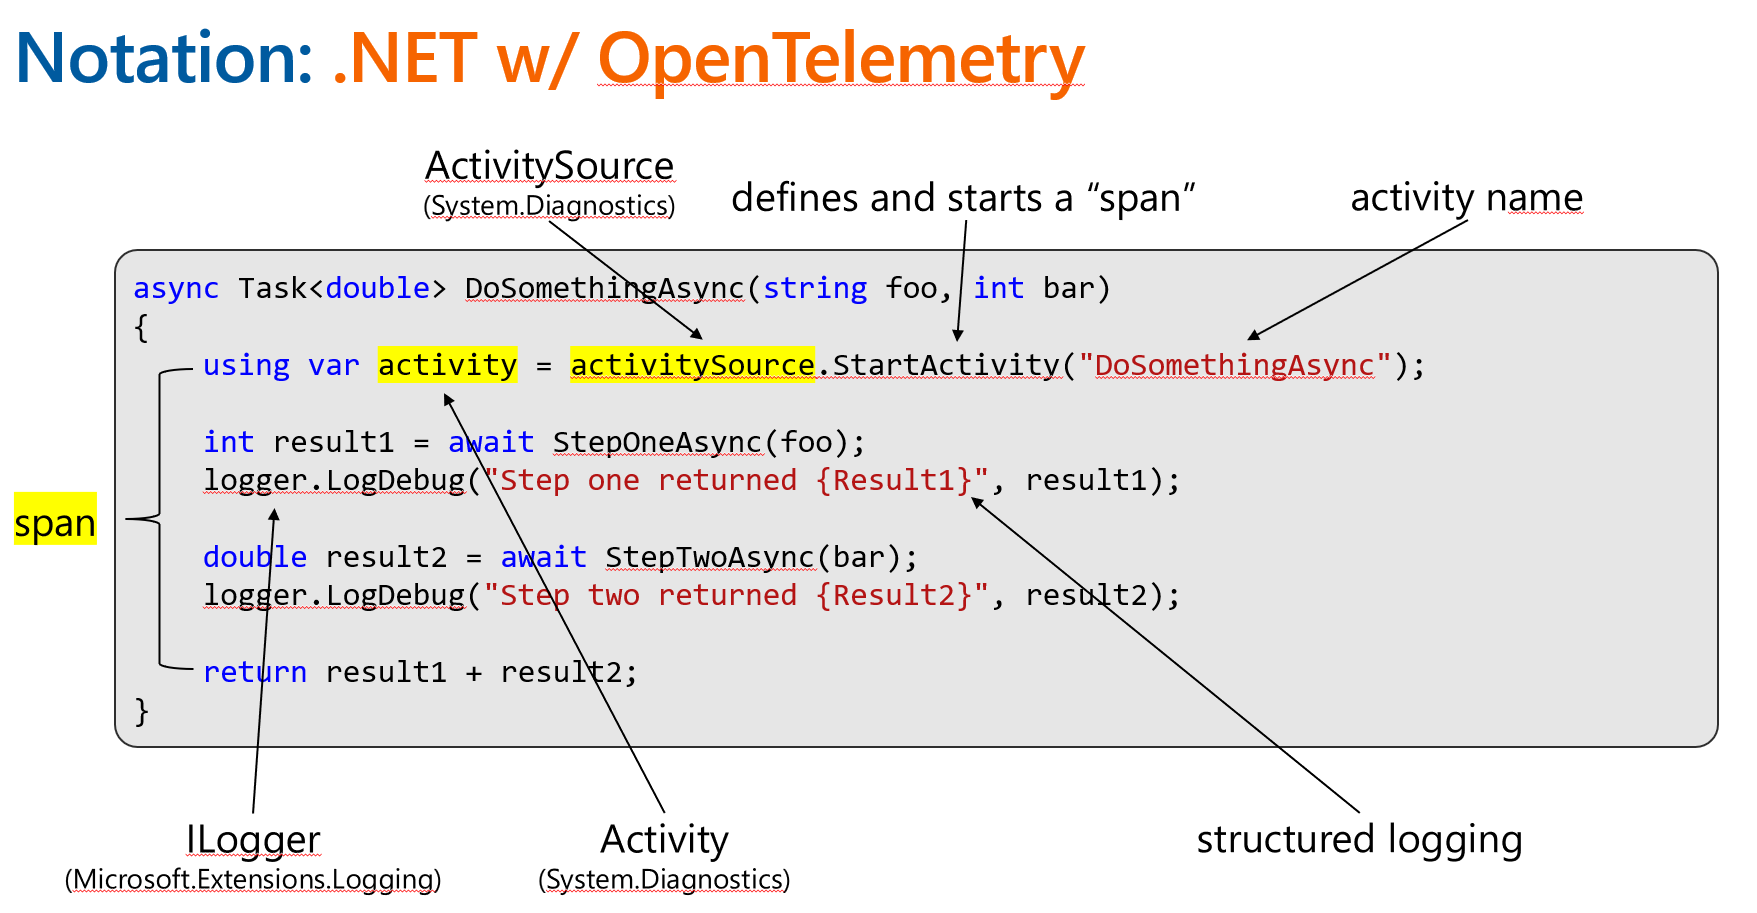 Notation: .NET w/ OpenTelemetry
ActivitySource
(System.Diagnostics)
defines and starts a “span”
activity name
async Task<double> DoSomethingAsync(string foo, int bar)
{
using var activity = activitySource.StartActivity("DoSomethingAsync");
int result1 = await StepOneAsync(foo);
logger.LogDebug("Step one returned {Result1}", result1);
span
double result2 = await StepTwoAsync(bar);
logger.LogDebug("Step two returned {Result2}", result2);
return result1 + result2;
}
ILogger
(Microsoft.Extensions.Logging)
Activity
(System.Diagnostics)
structured logging